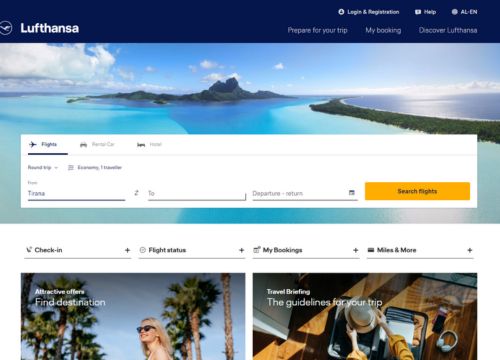 Login & Registration
Help
AL-EN
Lufthansa
Prepare for your trip
My booking
Discover Lufthansa
Flights
Rental Car
Hotel
Round trip
Economy, 1 traveller
From
Tirana
To
Departure - return
Search flights
Check-in +
Flight status +
My Bookings +
Miles & More +
Attractive offers
Find destination
Travel Briefing
The guidelines for your trip